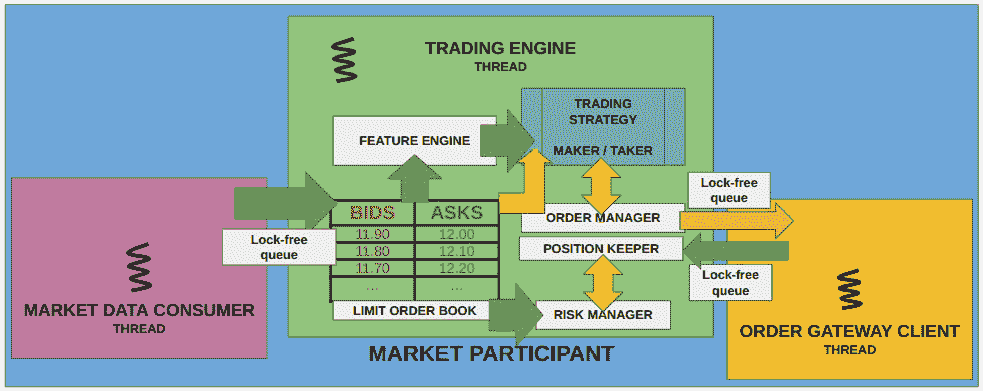 TRADING ENGINE
THREAD
TRADING
STRATEGY
MAKER / TAKER
FEATURE ENGINE
BIDS ASKS
11.90 12.00
11.80 12.10
11.70 12.20
... ...
LIMIT ORDER BOOK
ORDER MANAGER
POSITION KEEPER
RISK MANAGER
Lock-free
queue
MARKET DATA CONSUMER
THREAD
Lock-free
queue
Lock-free
queue
ORDER GATEWAY CLIENT
THREAD
MARKET PARTICIPANT